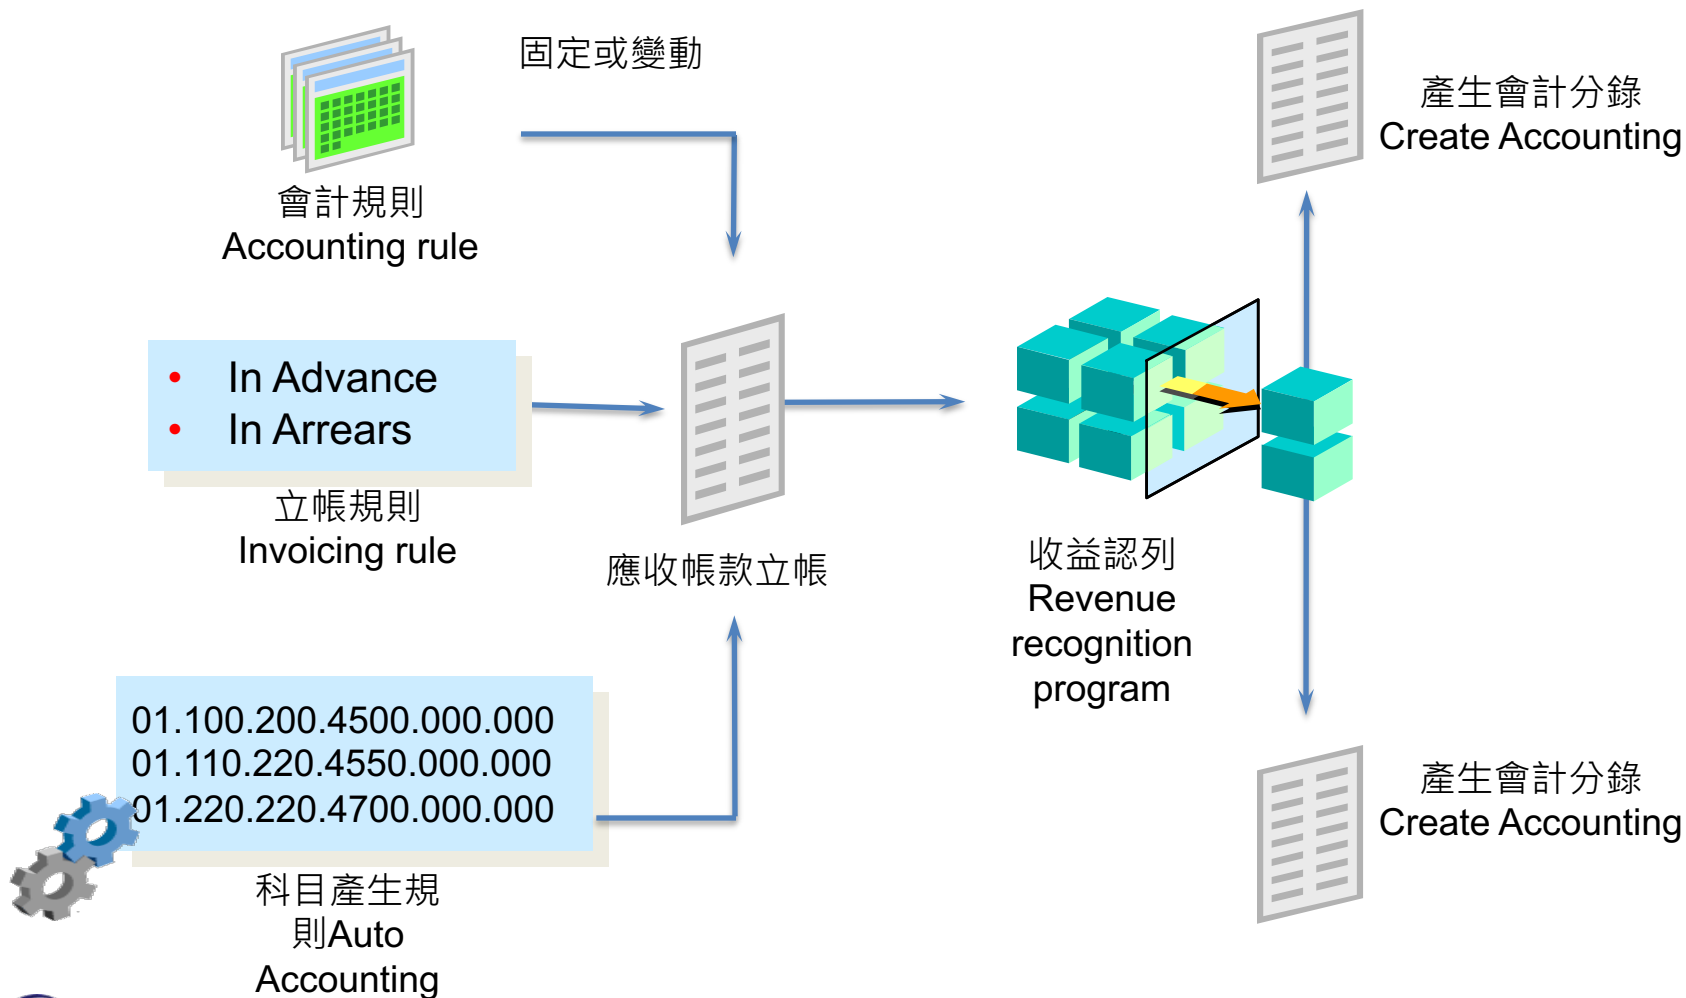 固定或變動
會計規則
Accounting rule
• In Advance
• In Arrears
立帳規則
Invoicing rule
01.100.200.4500.000.000
01.110.220.4550.000.000
01.220.220.4700.000.000
科目產生規
則Auto
Accounting
應收帳款立帳
收益認列
Revenue
recognition
program
產生會計分錄
Create Accounting
產生會計分錄
Create Accounting